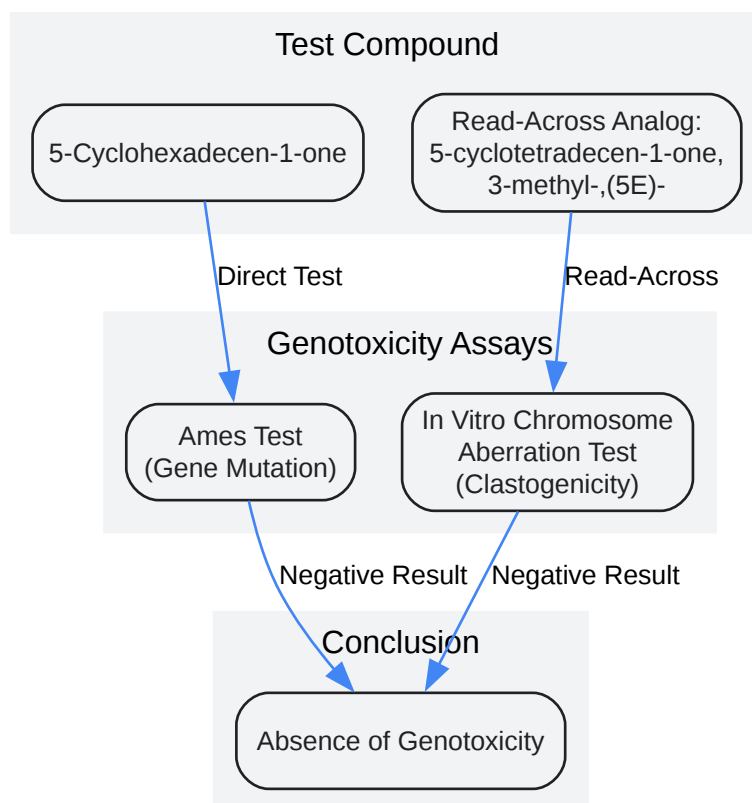 Test Compound
5-Cyclohexadecen-1-one
Read-Across Analog:
5-cyclotetradecen-1-one,
3-methyl-,(5E)-
Direct Test
Read-Across
Genotoxicity Assays
Ames Test
(Gene Mutation)
In Vitro Chromosome
Aberration Test
(Clastogenicity)
Negative Result
Negative Result
Conclusion
Absence of Genotoxicity